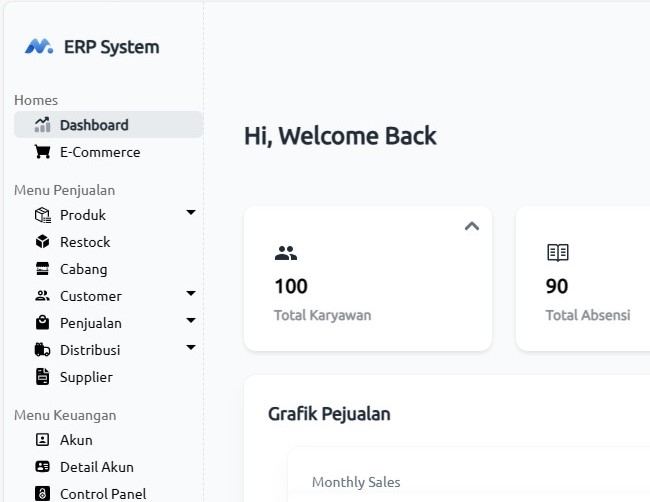 ERP System
Homes
Dashboard
E-Commerce
Menu Penjualan
Produk
Restock
Cabang
Customer
Penjualan
Distribusi
Supplier
Menu Keuangan
Akun
Detail Akun
Control Panel
Hi, Welcome Back
100
Total Karyawan
90
Total Absensi
Grafik Pejualan
Monthly Sales